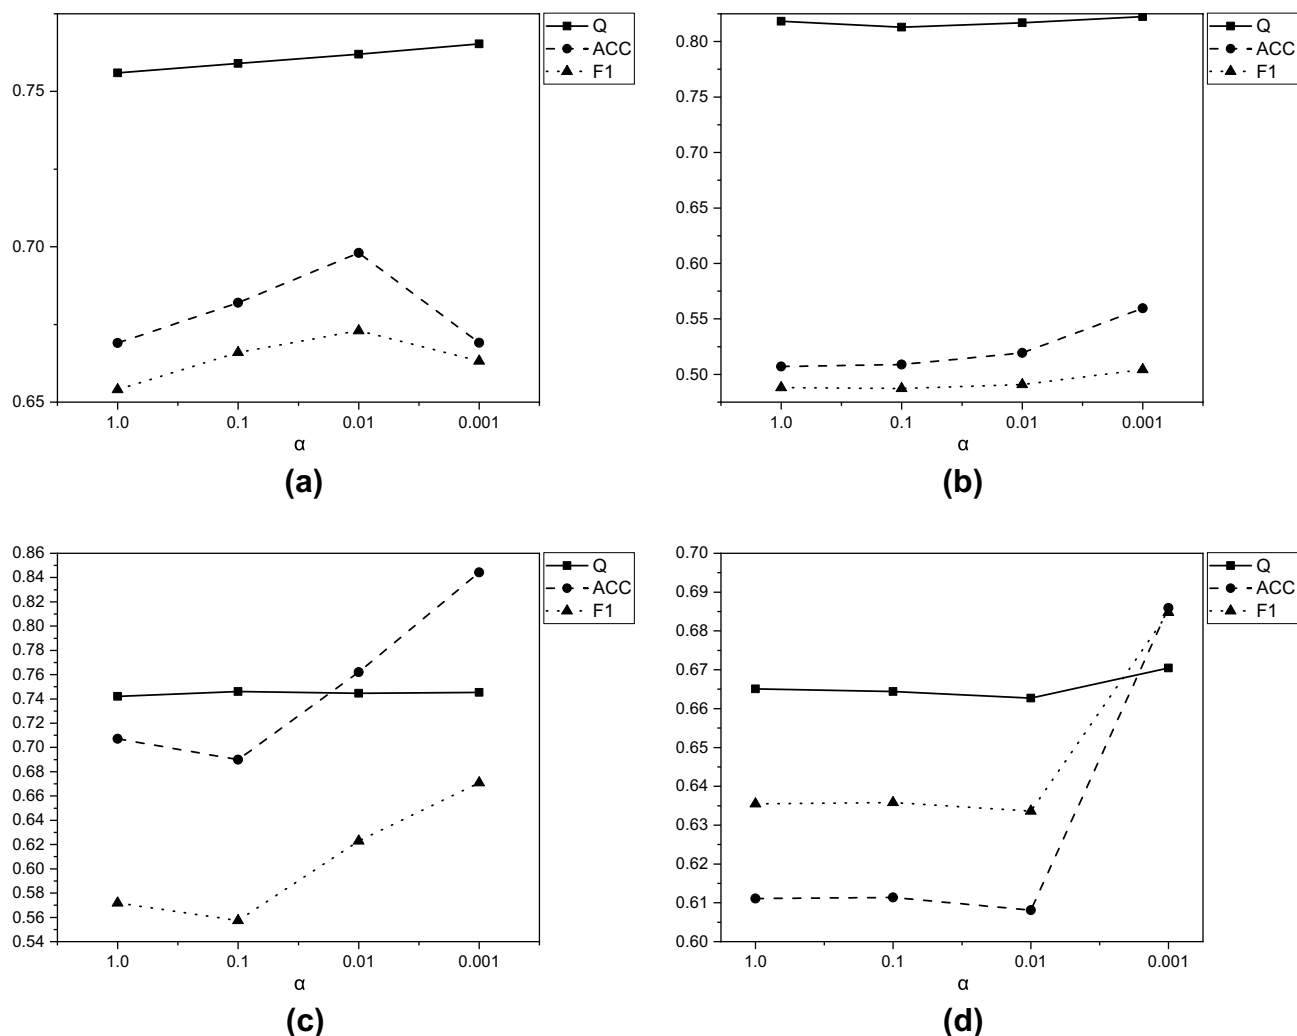 Q
ACC
F1
0.75
0.70
0.65
1.0 0.1 0.01 0.001
α
(a)
Q
ACC
F1
0.80
0.75
0.70
0.65
0.60
0.55
0.50
1.0 0.1 0.01 0.001
α
(b)
Q
ACC
F1
0.86
0.84
0.82
0.80
0.78
0.76
0.74
0.72
0.70
0.68
0.66
0.64
0.62
0.60
0.58
0.56
0.54
1.0 0.1 0.01 0.001
α
(c)
Q
ACC
F1
0.70
0.69
0.68
0.67
0.66
0.65
0.64
0.63
0.62
0.61
0.60
1.0 0.1 0.01 0.001
α
(d)